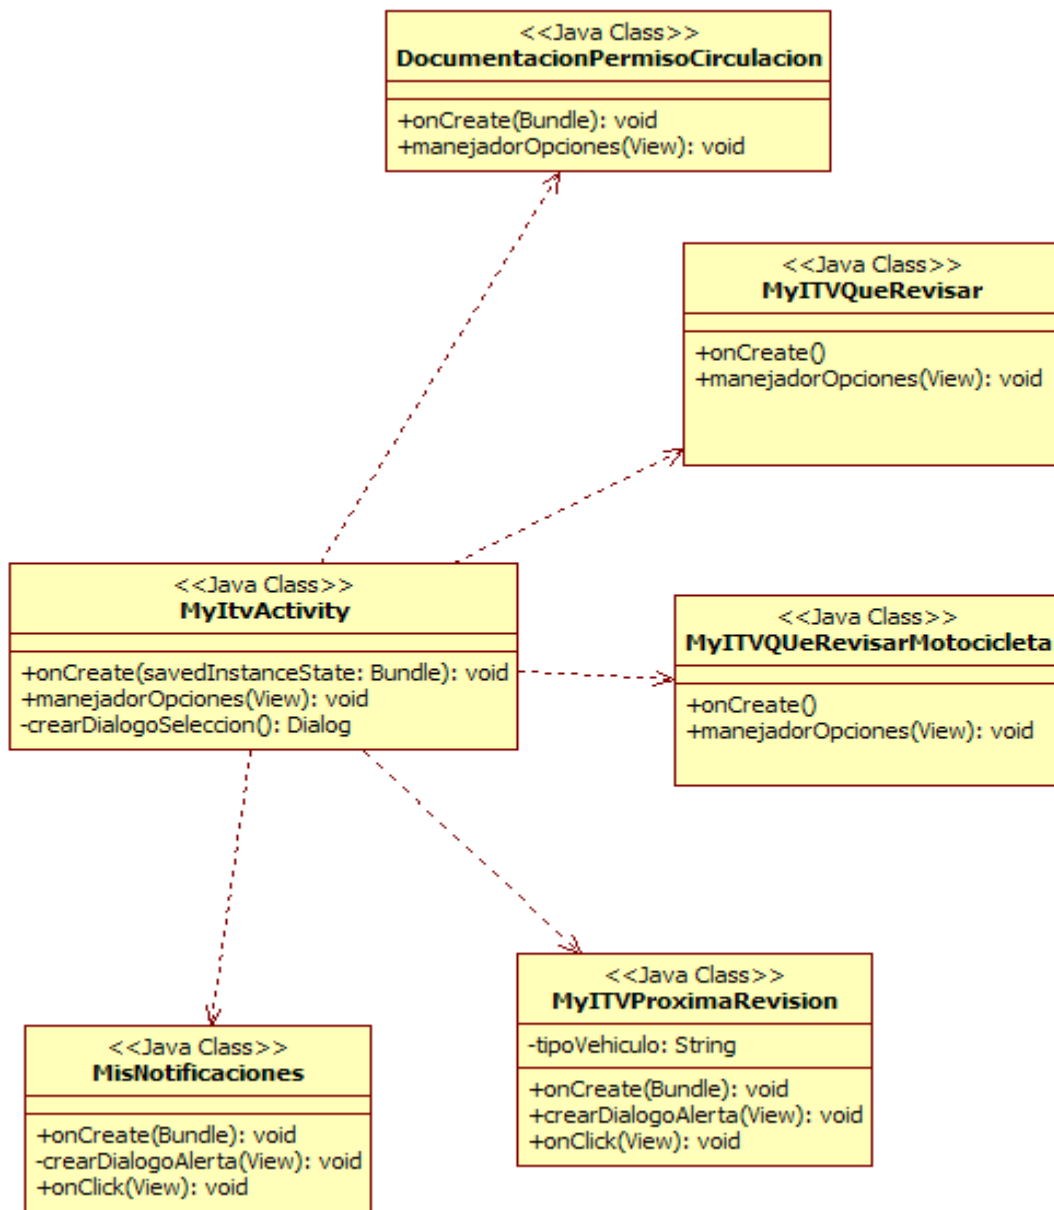 <<Java Class>>
DocumentacionPermisoCirculacion
+onCreate(Bundle): void
+manejadorOpciones(View): void
<<Java Class>>
MyITVQueRevisar
+onCreate()
+manejadorOpciones(View): void
<<Java Class>>
MyItvActivity
+onCreate(savedInstanceState: Bundle): void
+manejadorOpciones(View): void
-crearDialogoSeleccion(): Dialog
<<Java Class>>
MyITVQUeRevisarMotocicleta
+onCreate()
+manejadorOpciones(View): void
<<Java Class>>
MyITVProximaRevision
-tipoVehiculo: String
+onCreate(Bundle): void
+crearDialogoAlerta(View): void
+onClick(View): void
<<Java Class>>
MisNotificaciones
+onCreate(Bundle): void
-crearDialogoAlerta(View): void
+onClick(View): void